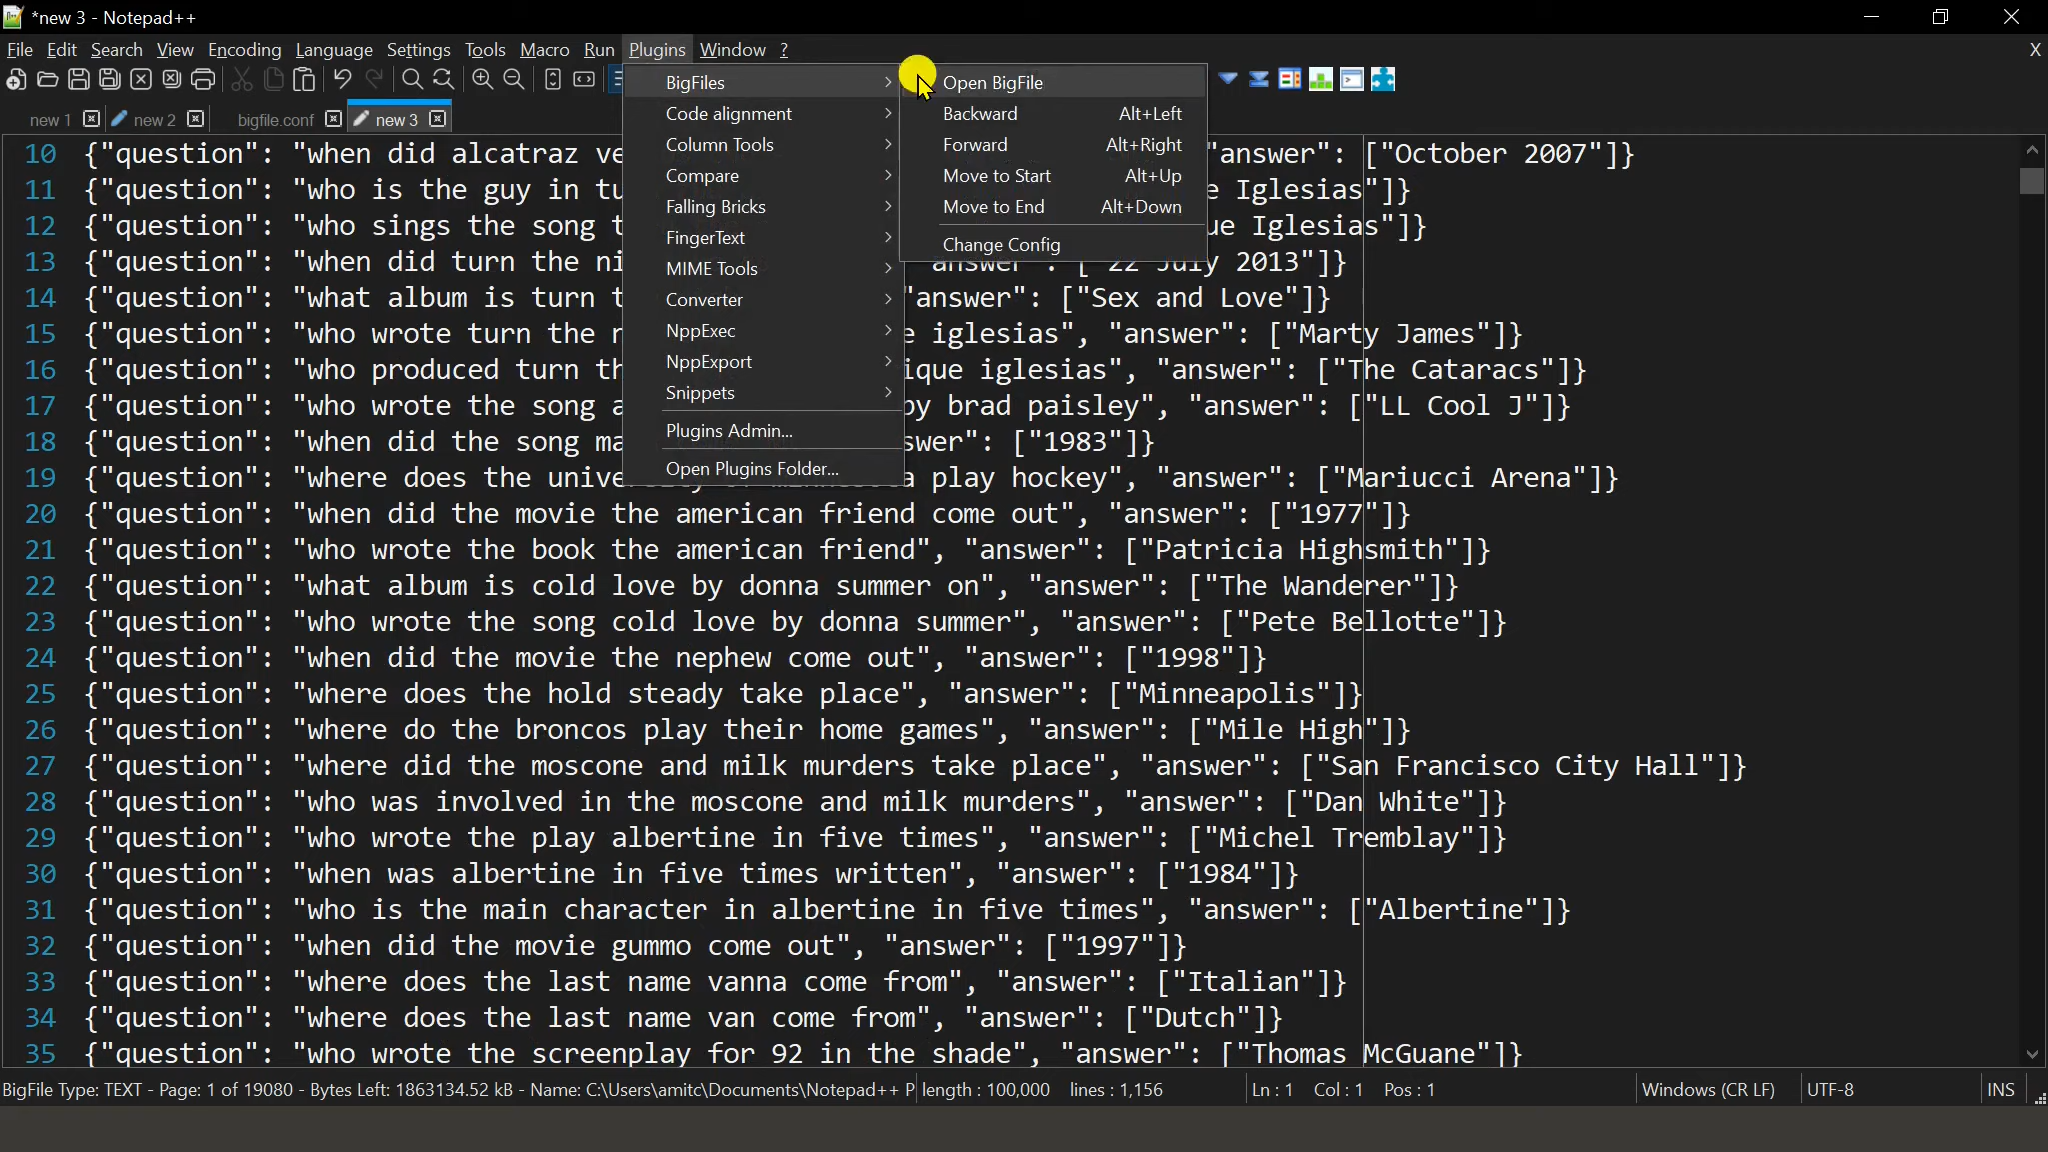 *new 3 - Notepad++
File Edit Search View Encoding Language Settings Tools Macro Run Plugins Window ? X
new 1 new 2 bigfile.conf new 3
BigFiles
Code alignment
Column Tools
Compare
Falling Bricks
FingerText
MIME Tools
Converter
NppExec
NppExport
Snippets
Plugins Admin...
Open Plugins Folder...
Open BigFile
Backward Alt+Left
Forward Alt+Right
Move to Start Alt+Up
Move to End Alt+Down
Change Config
10 {"question": "when did alcatraz "answer": ["October 2007"]}
11 {"question": "who is the guy in Iglesias"]}
12 {"question": "who sings the song Iglesias"]}
13 {"question": "when did turn the "answer": ["22 July 2013"]}
14 {"question": "what album is turn "answer": ["Sex and Love"]}
15 {"question": "who wrote turn the iglesias", "answer": ["Marty James"]}
16 {"question": "who produced turn iglesias", "answer": ["The Cataracs"]}
17 {"question": "who wrote the song by brad paisley", "answer": ["LL Cool J"]}
18 {"question": "when did the song ["1983"]}
19 {"question": "where does the play hockey", "answer": ["Mariucci Arena"]}
20 {"question": "when did the movie the american friend come out", "answer": ["1977"]}
21 {"question": "who wrote the book the american friend", "answer": ["Patricia Highsmith"]}
22 {"question": "what album is cold love by donna summer on", "answer": ["The Wanderer"]}
23 {"question": "who wrote the song cold love by donna summer", "answer": ["Pete Bellotte"]}
24 {"question": "when did the movie the nephew come out", "answer": ["1998"]}
25 {"question": "where does the hold steady take place", "answer": ["Minneapolis"]}
26 {"question": "where do the broncos play their home games", "answer": ["Mile High"]}
27 {"question": "where did the moscone and milk murders take place", "answer": ["San Francisco City Hall"]}
28 {"question": "who was involved in the moscone and milk murders", "answer": ["Dan White"]}
29 {"question": "who wrote the play albertine in five times", "answer": ["Michel Tremblay"]}
30 {"question": "when was albertine in five times written", "answer": ["1984"]}
31 {"question": "who is the main character in albertine in five times", "answer": ["Albertine"]}
32 {"question": "when did the movie gummo come out", "answer": ["1997"]}
33 {"question": "where does the last name vanna come from", "answer": ["Italian"]}
34 {"question": "where does the last name van come from", "answer": ["Dutch"]}
35 {"question": "who wrote the screenplay for 92 in the shade", "answer": ["Thomas McGuane"]}
BigFile Type: TEXT - Page: 1 of 19080 - Bytes Left: 1863134.52 kB - Name: C:\Users\amitc\Documents\Notepad++ P length : 100,000 lines : 1,156 Ln : 1 Col : 1 Pos : 1 Windows (CR LF) UTF-8 INS